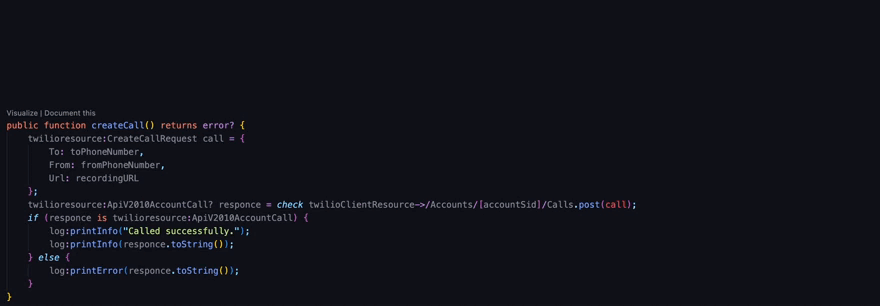 Visualize | Document this
public function createCall() returns error? {
    twilioresource:CreateCallRequest call = {
        To: toPhoneNumber,
        From: fromPhoneNumber,
        Url: recordingURL
    };
    twilioresource:ApiV2010AccountCall? responce = check twilioClientResource->/Accounts/[accountSid]/Calls.post(call);
    if (responce is twilioresource:ApiV2010AccountCall) {
        log:printInfo("Called successfully.");
        log:printInfo(responce.toString());
    } else {
        log:printError(responce.toString());
    }
}